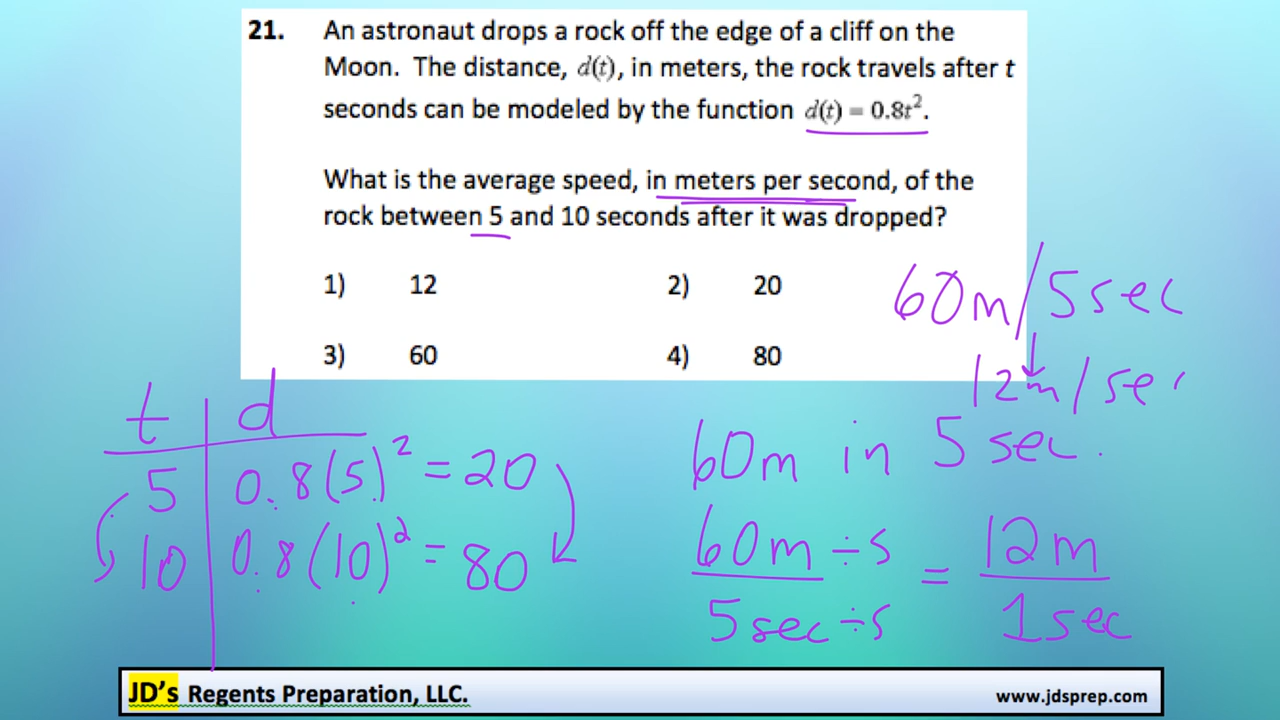 21. An astronaut drops a rock off the edge of a cliff on the
Moon. The distance, d(t), in meters, the rock travels after t
seconds can be modeled by the function d(t) = 0.8t².
What is the average speed, in meters per second, of the
rock between 5 and 10 seconds after it was dropped?
1) 12 2) 20
3) 60 4) 80
60m/5sec
12m/sec
t d
5 0.8(5)² = 20
10 0.8(10)² = 80
60m in 5 sec.
60m ÷5 = 12m
5sec ÷5 1sec
JD's Regents Preparation, LLC. www.jdsprep.com